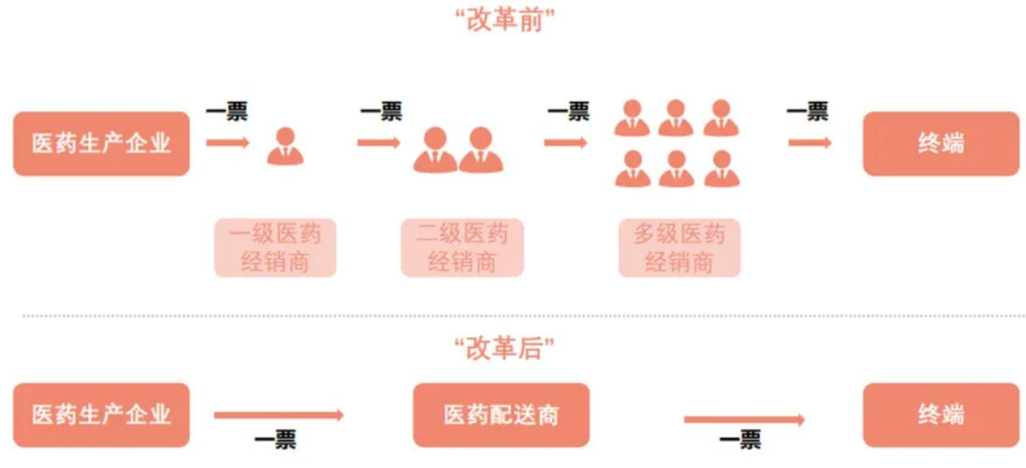 “改革前”
一票 一票 一票 一票
医药生产企业 终端
一级医药
经销商
二级医药
经销商
多级医药
经销商
“改革后”
医药生产企业 医药配送商 终端
一票 一票